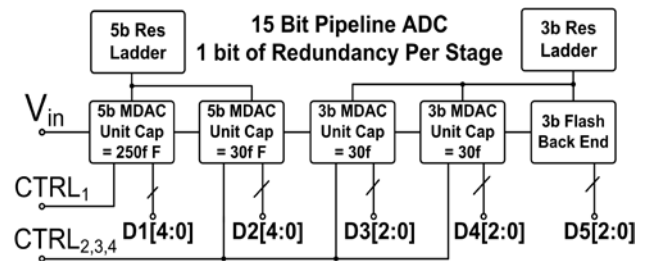 5b Res
Ladder
15 Bit Pipeline ADC
1 bit of Redundancy Per Stage
3b Res
Ladder
Vin
5b MDAC
Unit Cap
= 250f F
5b MDAC
Unit Cap
= 30f F
3b MDAC
Unit Cap
= 30f
3b MDAC
Unit Cap
= 30f
3b Flash
Back End
CTRL1
D1[4:0]
D2[4:0]
D3[2:0]
D4[2:0]
D5[2:0]
CTRL2,3,4